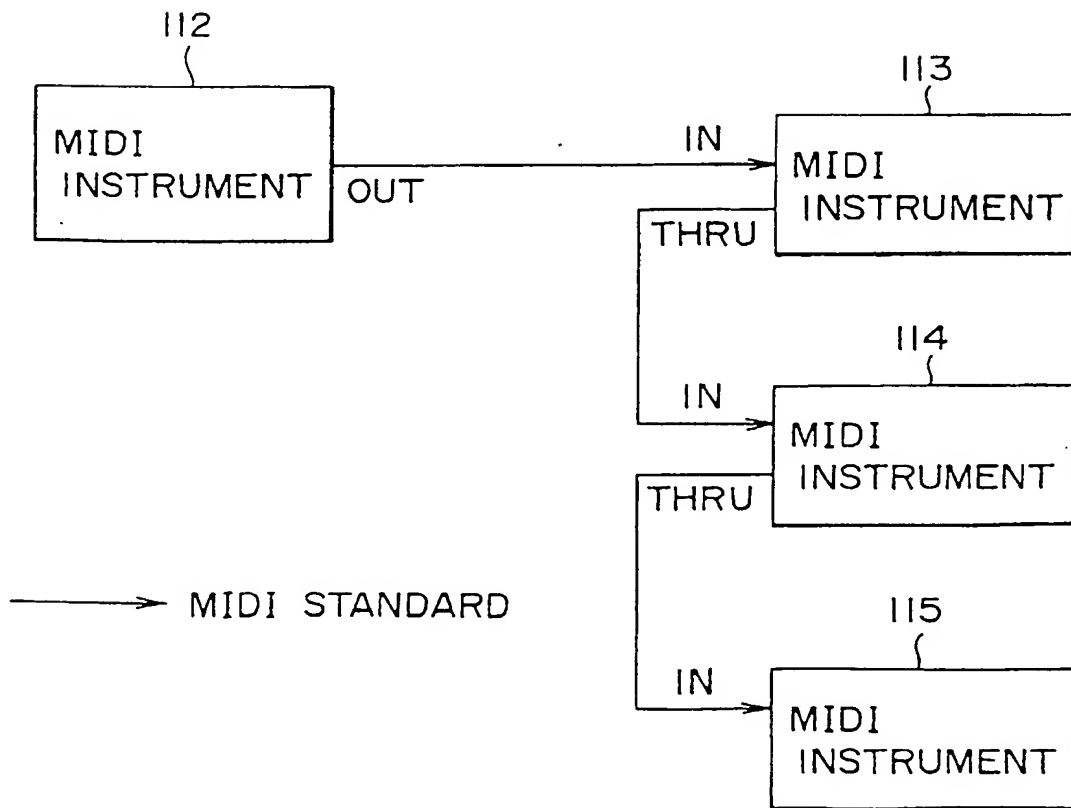 112
MIDI
INSTRUMENT
OUT
IN
113
MIDI
INSTRUMENT
THRU
114
IN
MIDI
INSTRUMENT
THRU
MIDI STANDARD
115
IN
MIDI
INSTRUMENT